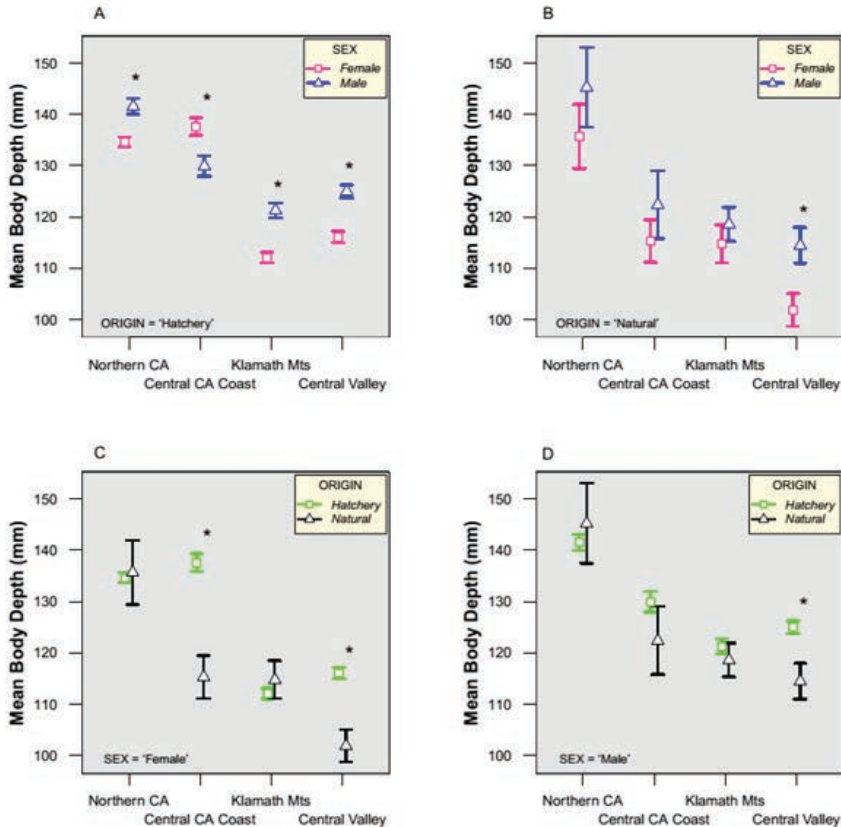 A
Mean Body Depth (mm)
150
140
130
120
110
100
SEX
Female
Male
*
*
*
*
ORIGIN = 'Hatchery'
Northern CA
Klamath Mts
Central CA Coast
Central Valley
B
Mean Body Depth (mm)
150
140
130
120
110
100
SEX
Female
Male
*
ORIGIN = 'Natural'
Northern CA
Klamath Mts
Central CA Coast
Central Valley
C
Mean Body Depth (mm)
150
140
130
120
110
100
ORIGIN
Hatchery
Natural
*
*
SEX = 'Female'
Northern CA
Klamath Mts
Central CA Coast
Central Valley
D
Mean Body Depth (mm)
150
140
130
120
110
100
ORIGIN
Hatchery
Natural
*
SEX = 'Male'
Northern CA
Klamath Mts
Central CA Coast
Central Valley